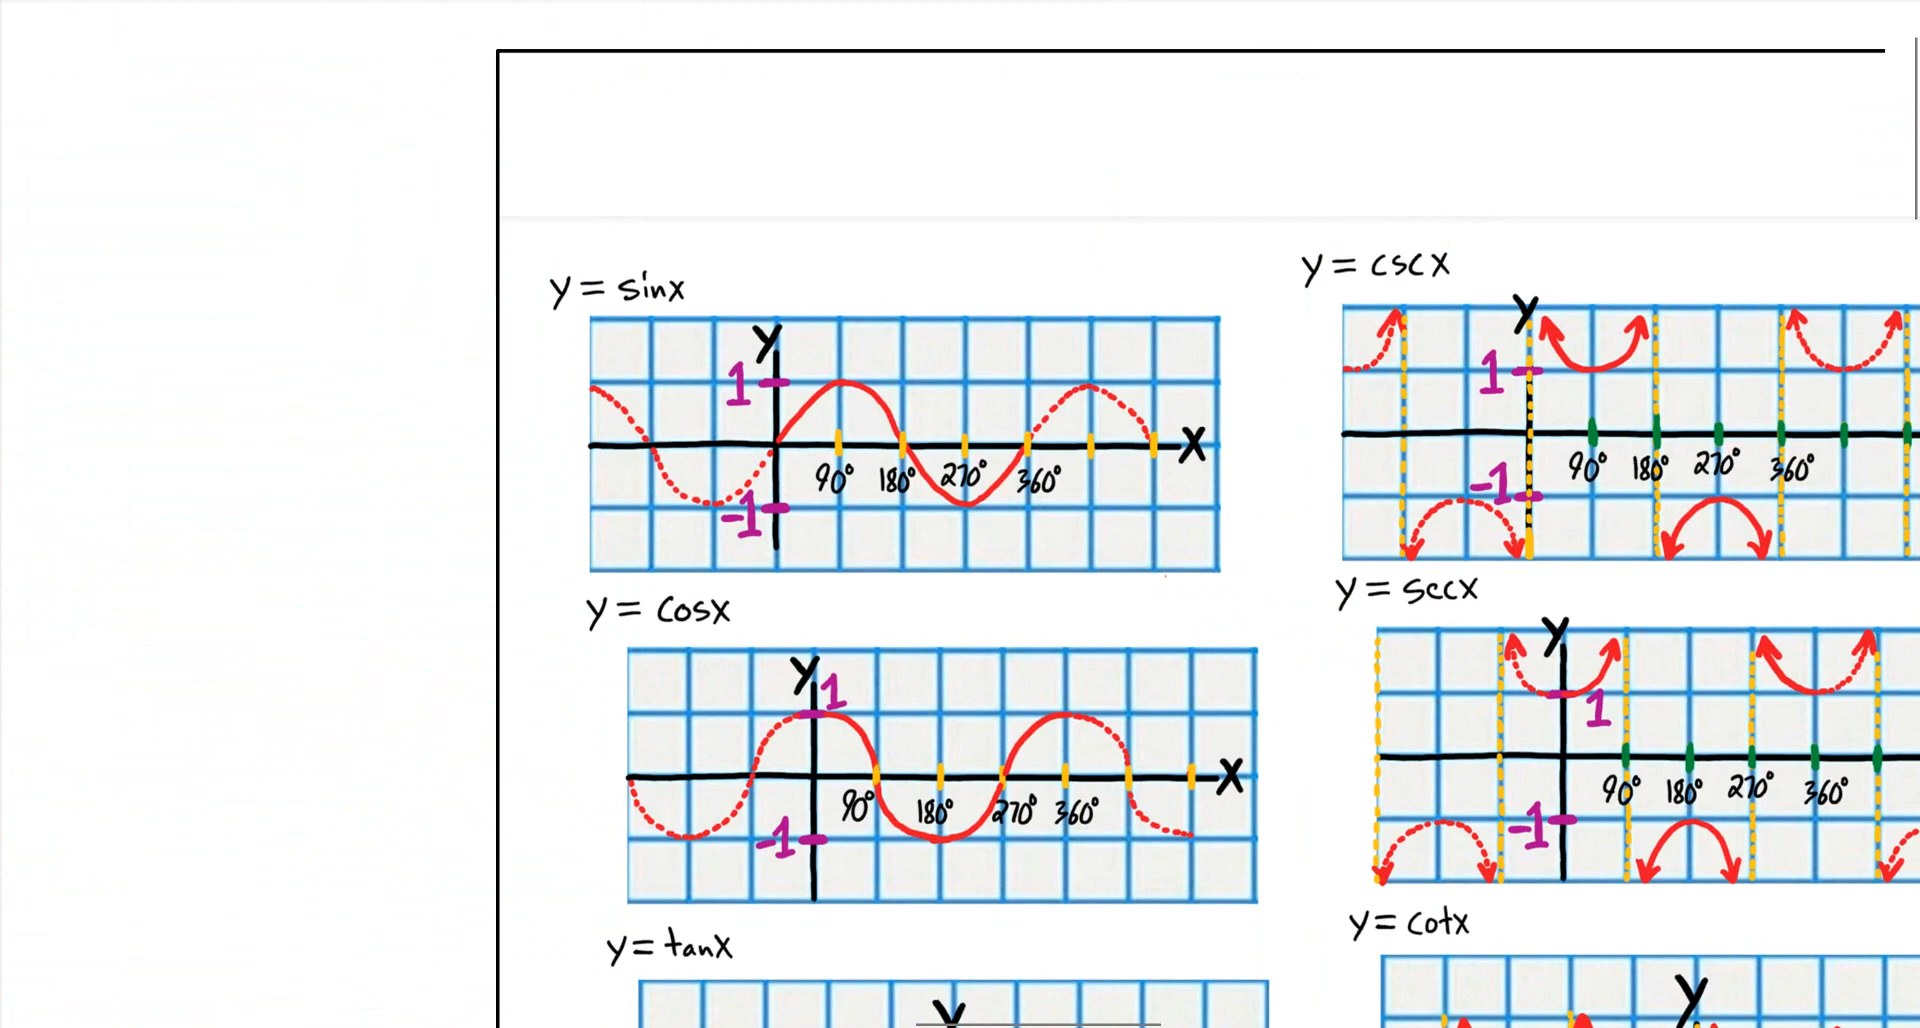 y = sinx
Y
1
X
90° 180° 270° 360°
-1
y = cscx
Y
1
-1
90° 180° 270° 360°
y = cosx
Y
1
X
90° 180° 270° 360°
-1
y = secx
Y
1
90° 180° 270° 360°
-1
y = tanx
Y
y = cotx
Y